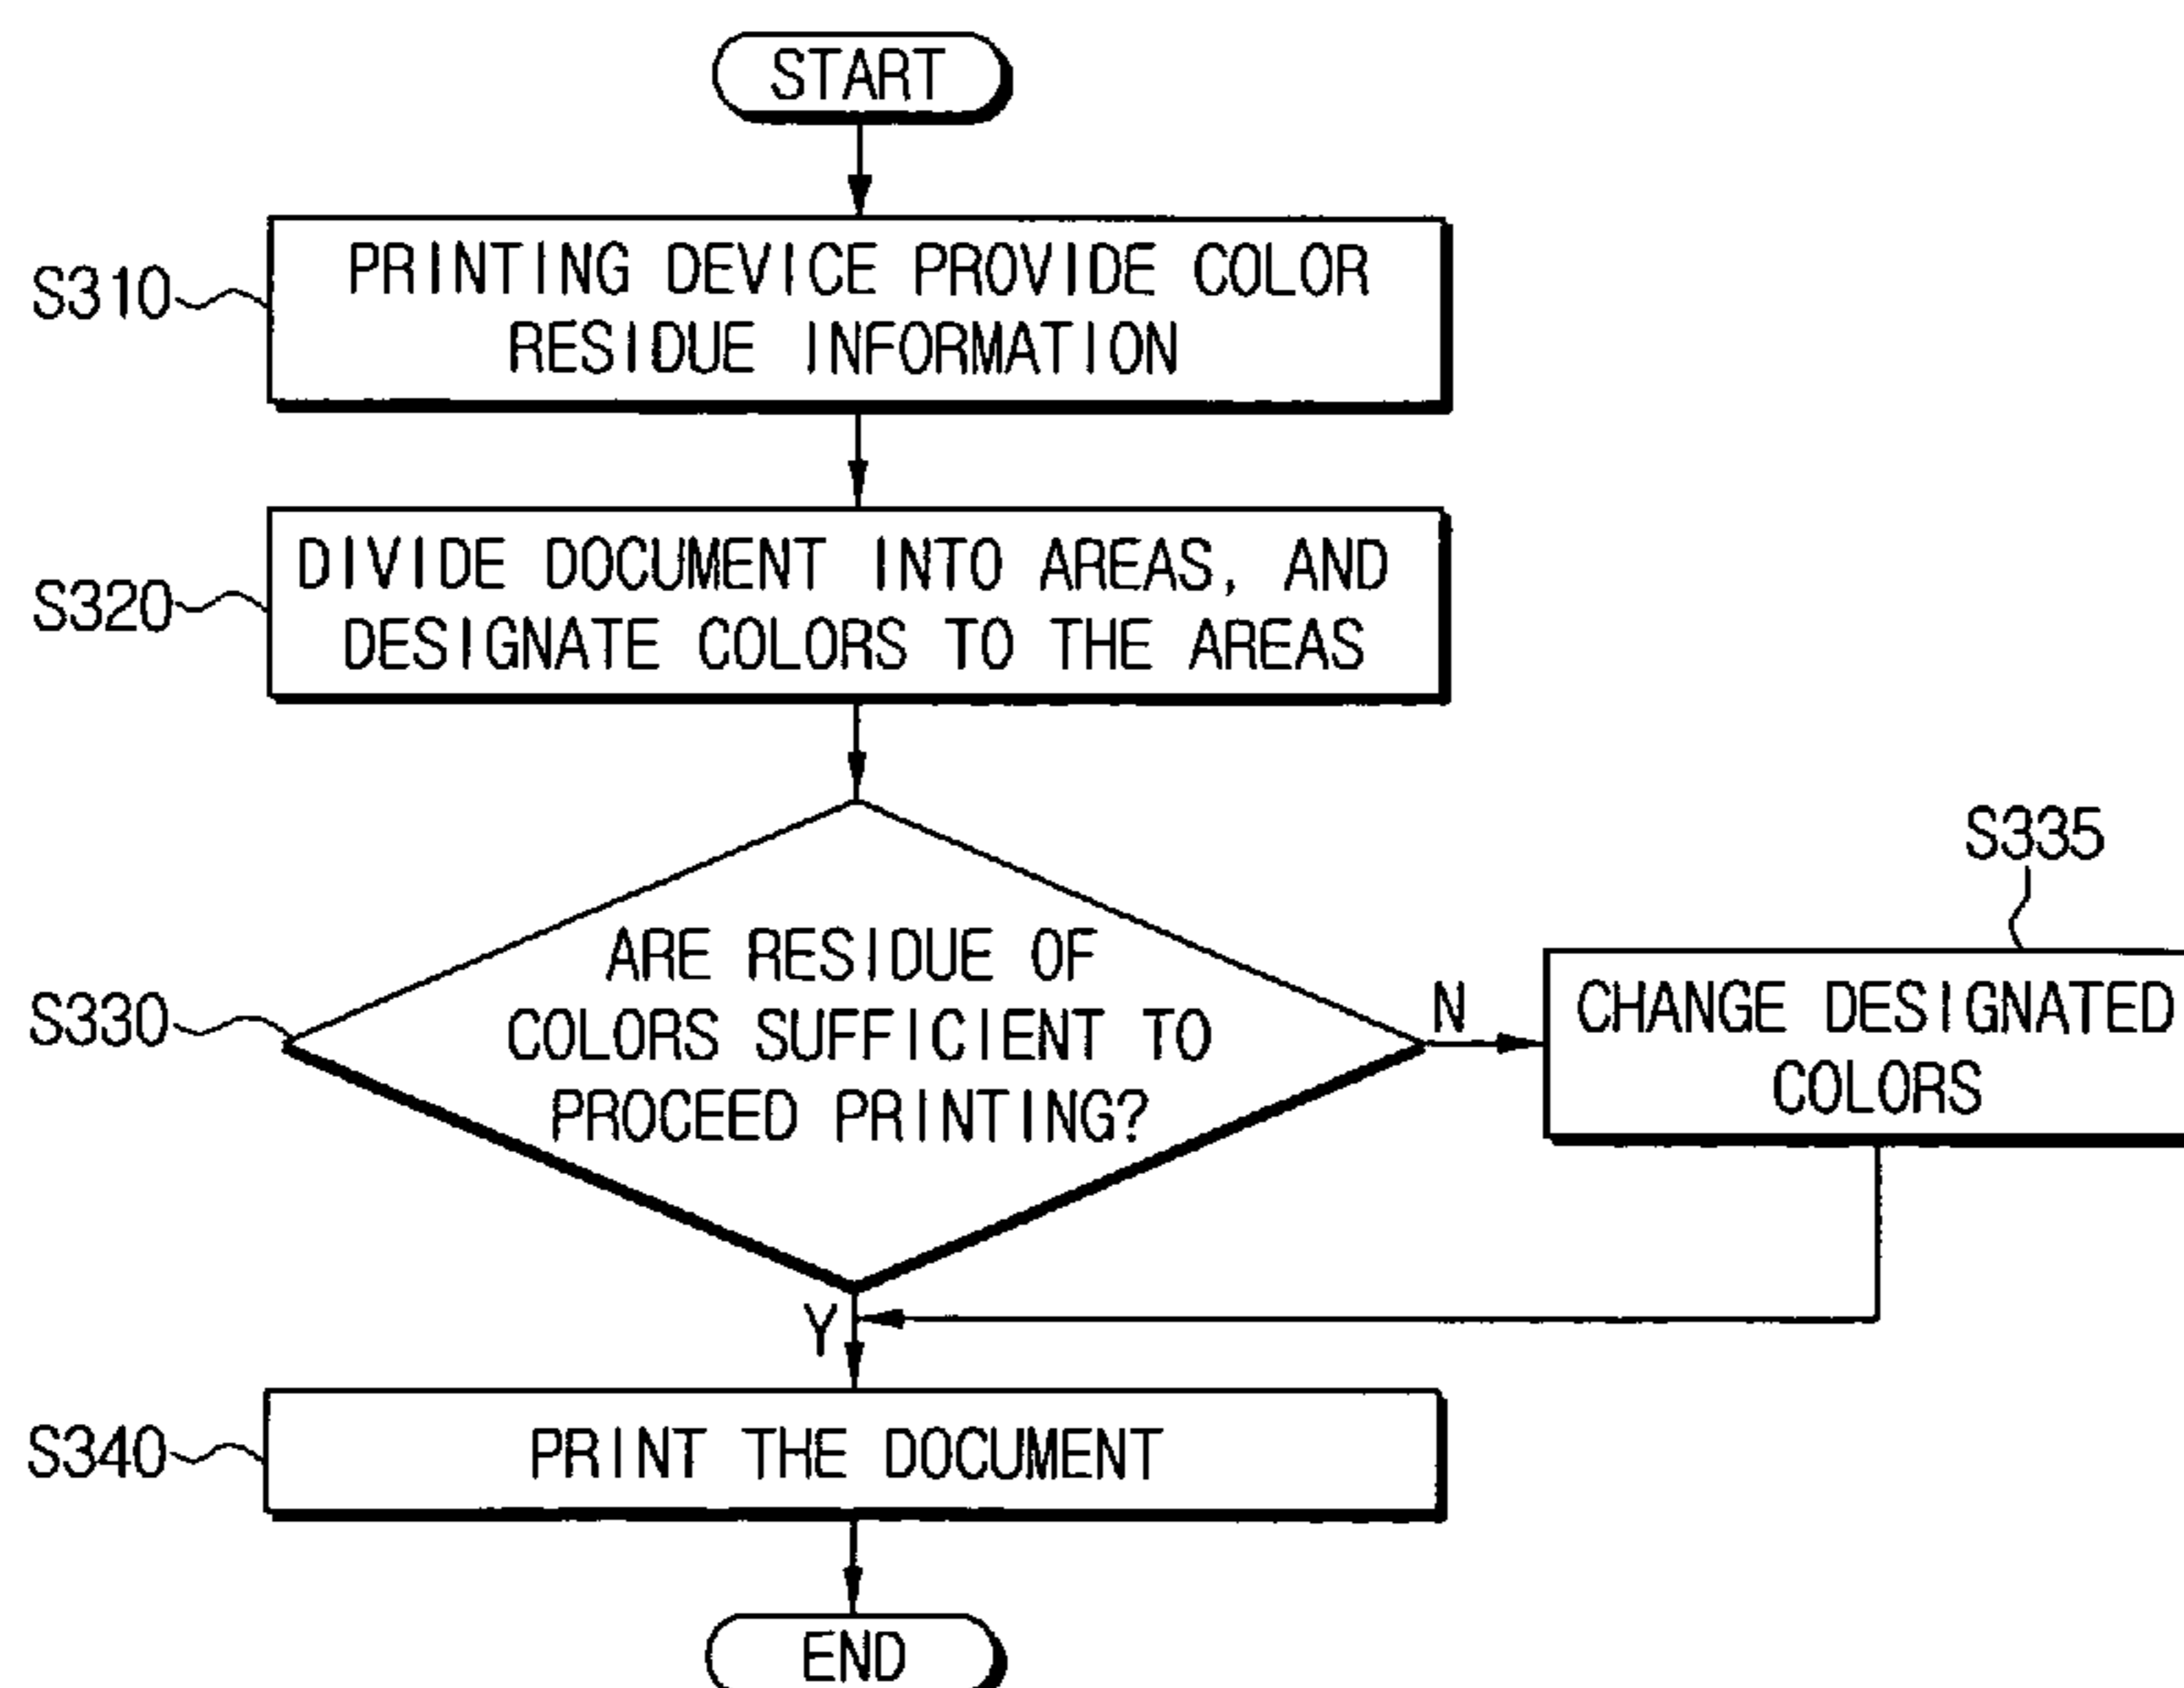 START
S310
PRINTING DEVICE PROVIDE COLOR
RESIDUE INFORMATION
S320
DIVIDE DOCUMENT INTO AREAS, AND
DESIGNATE COLORS TO THE AREAS
S330
ARE RESIDUE OF
COLORS SUFFICIENT TO
PROCEED PRINTING?
N
S335
CHANGE DESIGNATED
COLORS
Y
S340
PRINT THE DOCUMENT
END